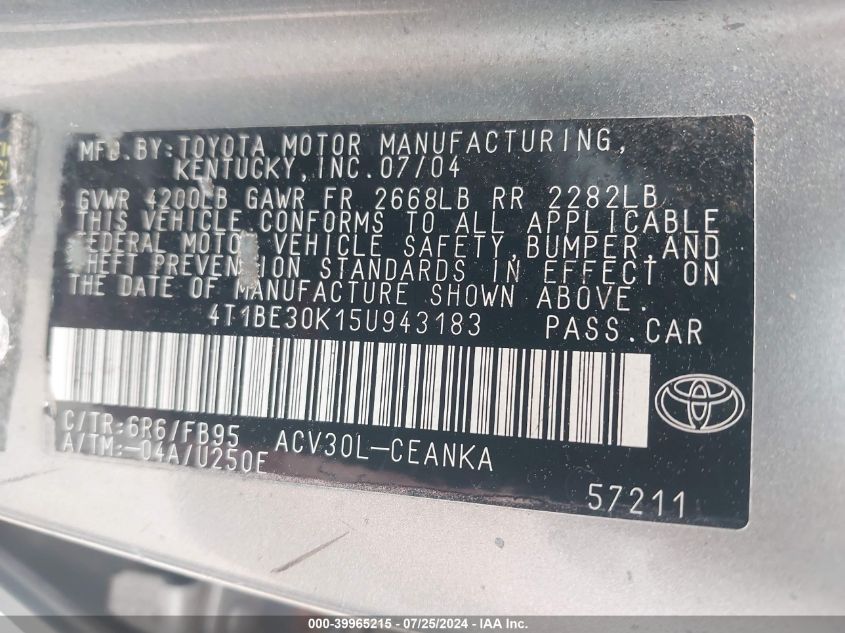 MFD.BY:TOYOTA MOTOR MANUFACTURING,
KENTUCKY,INC.07/04
GVWR 4200LB GAWR FR 2668LB RR 2282LB
THIS VEHICLE CONFORMS TO ALL APPLICABLE
FEDERAL MOTOR VEHICLE SAFETY,BUMPER,AND
THEFT PREVENTION STANDARDS IN EFFECT ON
THE DATE OF MANUFACTURE SHOWN ABOVE.
4T1BE30K15U943183 PASS.CAR
C/TR:6R6/FB95 ACV30L-CEANKA
A/TM:-04A/U250E
57211
000-39965215 - 07/25/2024 - IAAI.com